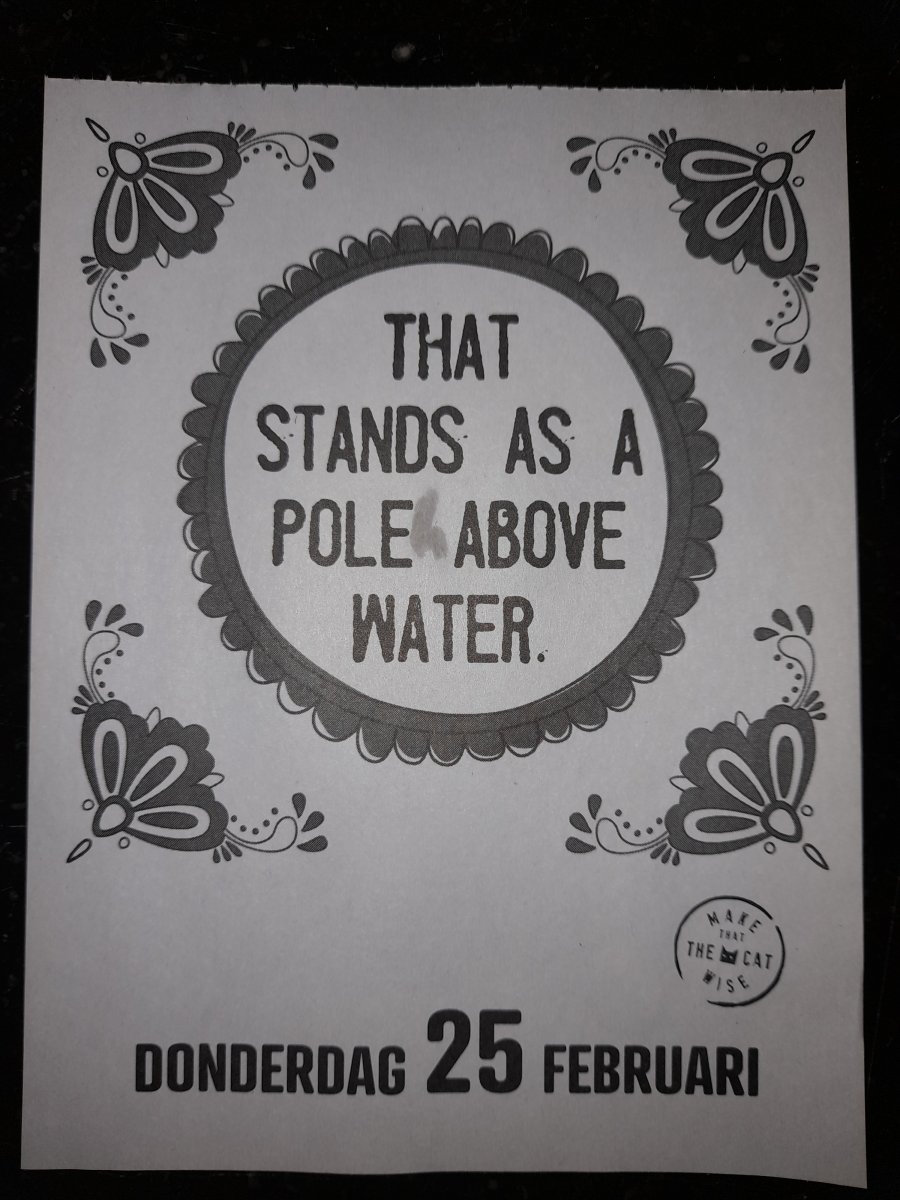 THAT
STANDS AS A
POLE ABOVE
WATER.
MAKE
THAT
THE CAT
WISE
DONDERDAG 25 FEBRUARI